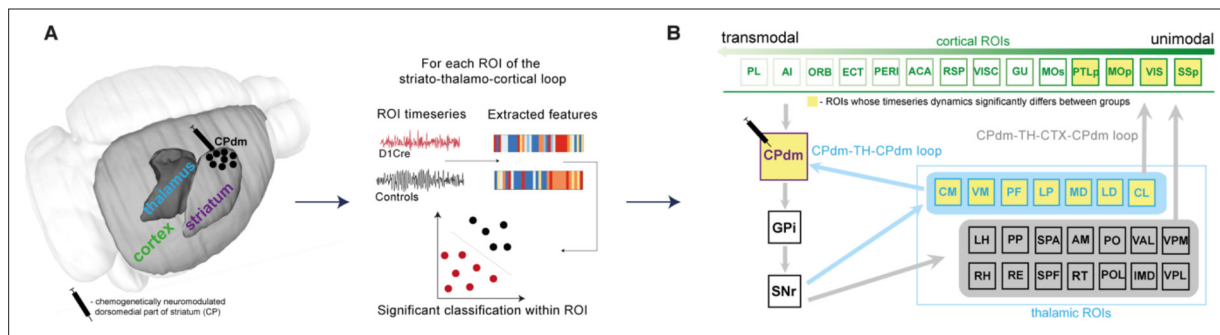 A
CPdm
thalamus
striatum
cortex
- chemogenetically neuromodulated
dorsomedial part of striatum (CP)
For each ROI of the
striato-thalamo-cortical loop
ROI timeseries
Extracted features
D1Cre
Controls
Significant classification within ROI
B
transmodal
cortical ROIs
unimodal
PL AI ORB ECT PERI ACA RSP VISC GU MOs PTLp MOp VIS SSp
- ROIs whose timeseries dynamics significantly differs between groups
CPdm-TH-CTX-CPdm loop
CPdm
CPdm-TH-CPdm loop
CM VM PF LP MD LD CL
GPi
LH PP SPA AM PO VAL VPM
SNr
RH RE SPF RT POL IMD VPL
thalamic ROIs